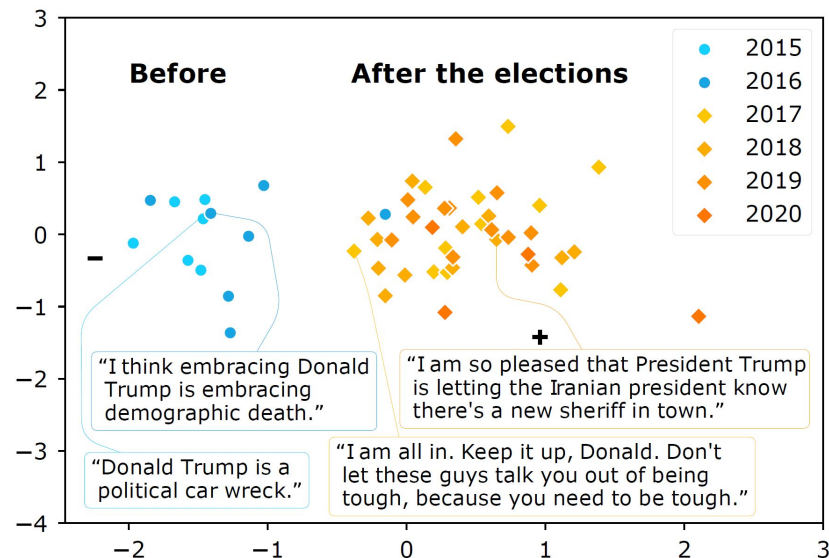 3
2
1
0
−1
−2
−3
−4
−2
−1
0
1
2
3
Before
After the elections
2015
2016
2017
2018
2019
2020
−
+
“I think embracing Donald
Trump is embracing
demographic death.”
“I am so pleased that President Trump
is letting the Iranian president know
there's a new sheriff in town.”
“Donald Trump is a
political car wreck.”
“I am all in. Keep it up, Donald. Don't
let these guys talk you out of being
tough, because you need to be tough.”